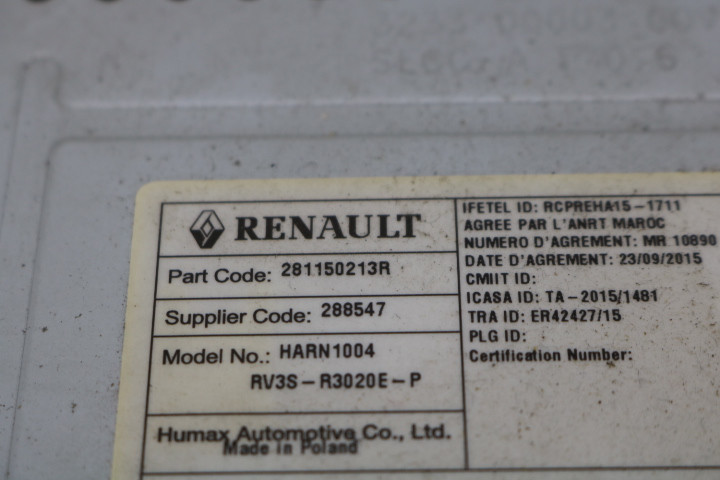 RENAULT
Part Code: 281150213R
Supplier Code: 288547
Model No.: HARN1004
RV3S-R3020E-P
Humax Automotive Co., Ltd.
Made in Poland
IFETEL ID: RCPREHA15-1711
AGREE PAR L'ANRT MAROC
NUMERO D'AGREMENT: MR 10890
DATE D'AGREMENT: 23/09/2015
CMIIT ID:
ICASA ID: TA-2015/1481
TRA ID: ER42427/15
PLG ID:
Certification Number: